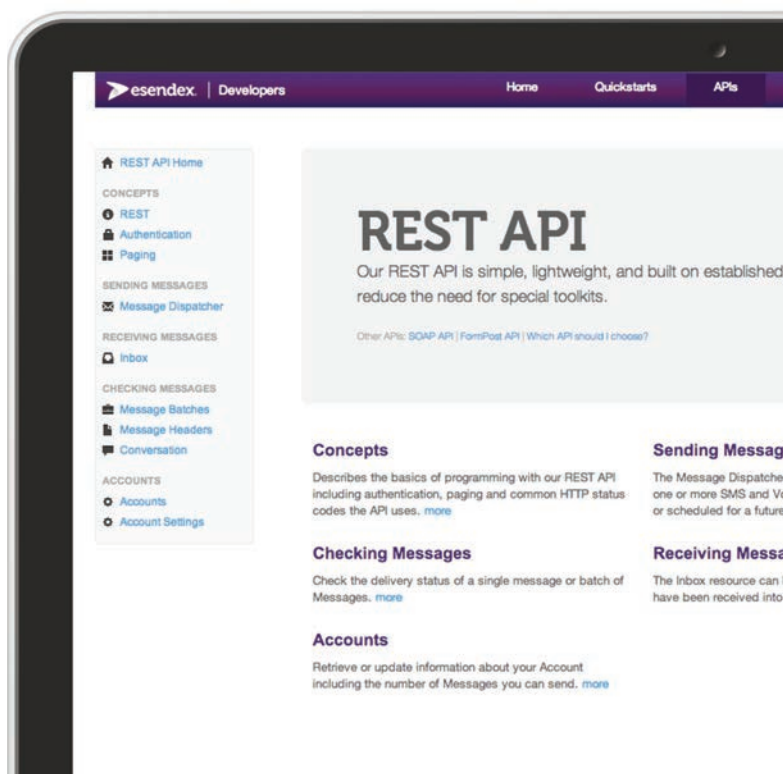 esendex. | Developers Home Quickstarts APIs
REST API Home
CONCEPTS
REST
Authentication
Paging
SENDING MESSAGES
Message Dispatcher
RECEIVING MESSAGES
Inbox
CHECKING MESSAGES
Message Batches
Message Headers
Conversation
ACCOUNTS
Accounts
Account Settings
REST API
Our REST API is simple, lightweight, and built on established
reduce the need for special toolkits.
Other APIs: SOAP API | FormPost API | Which API should I choose?
Concepts
Describes the basics of programming with our REST API
including authentication, paging and common HTTP status
codes the API uses. more
Checking Messages
Check the delivery status of a single message or batch of
Messages. more
Accounts
Retrieve or update information about your Account
including the number of Messages you can send. more
Sending Messag
The Message Dispatche
one or more SMS and Vo
or scheduled for a future
Receiving Messa
The Inbox resource can
have been received into